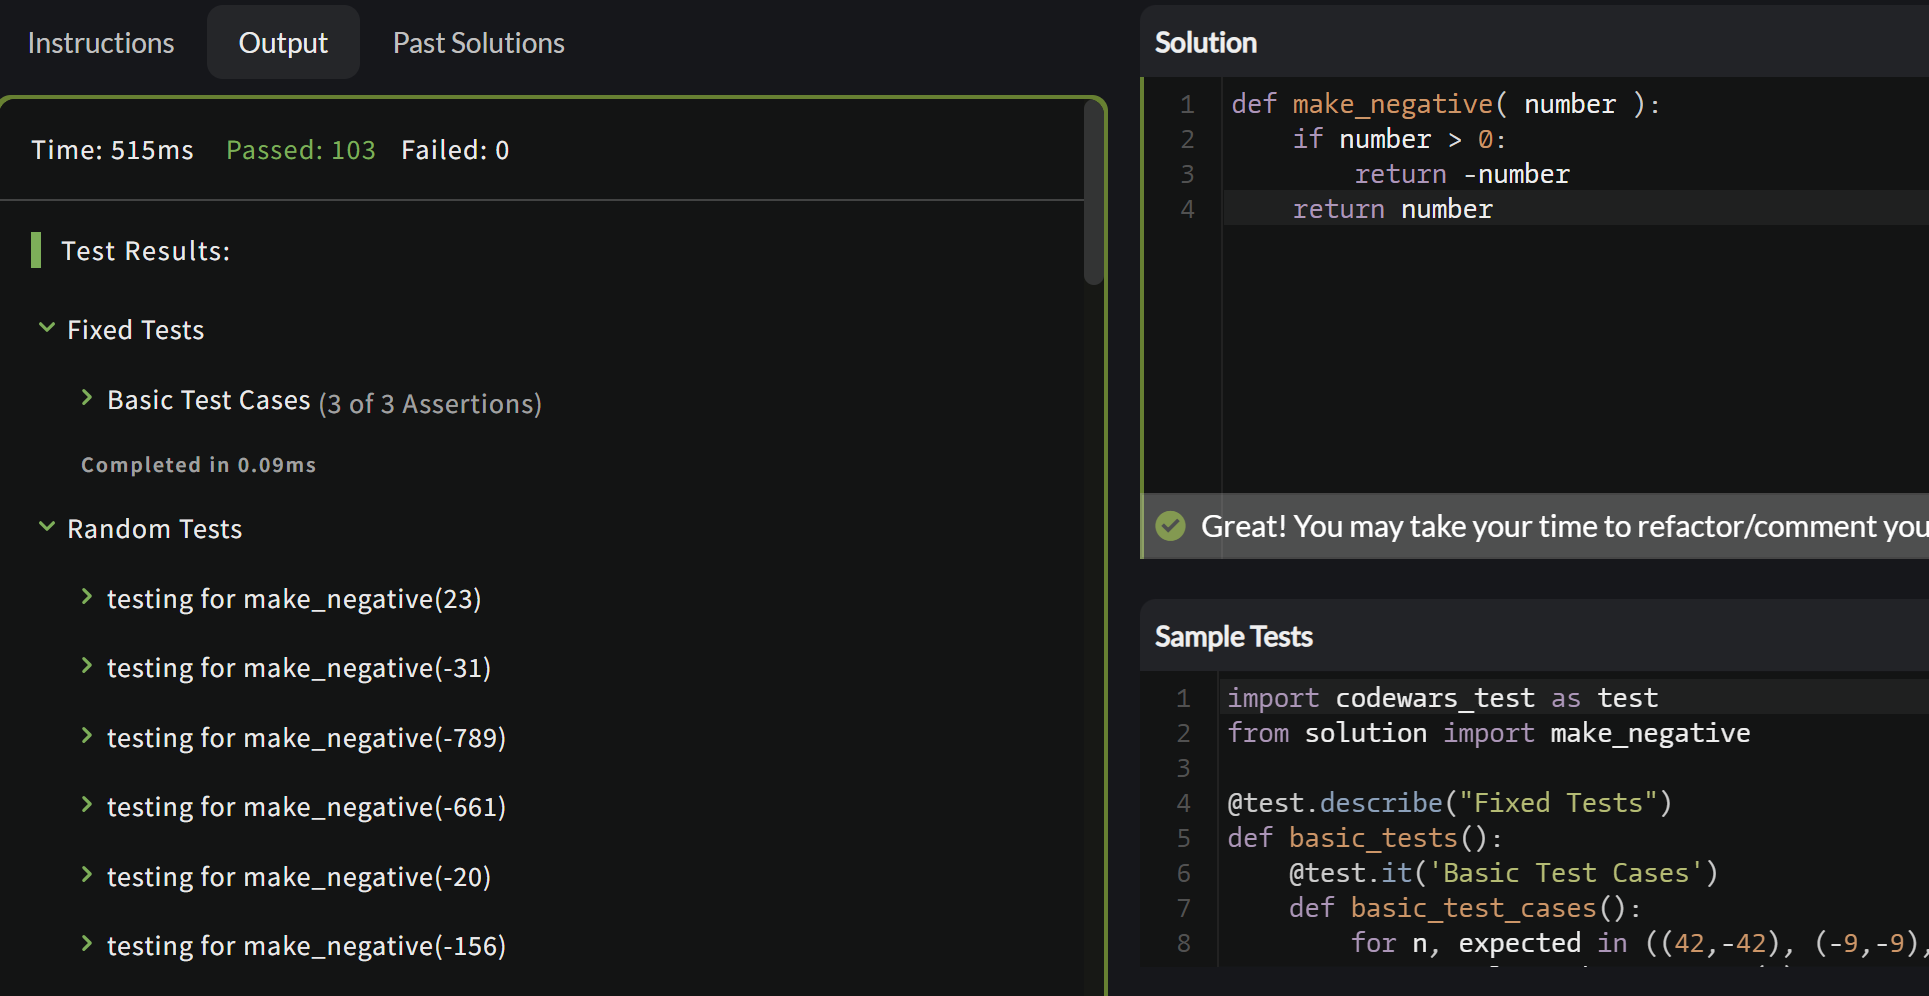 Instructions Output Past Solutions
Time: 515ms Passed: 103 Failed: 0
Test Results:
Fixed Tests
Basic Test Cases (3 of 3 Assertions)
Completed in 0.09ms
Random Tests
testing for make_negative(23)
testing for make_negative(-31)
testing for make_negative(-789)
testing for make_negative(-661)
testing for make_negative(-20)
testing for make_negative(-156)
Solution
1 def make_negative( number ):
2     if number > 0:
3         return -number
4     return number
Great! You may take your time to refactor/comment you
Sample Tests
1 import codewars_test as test
2 from solution import make_negative
3
4 @test.describe("Fixed Tests")
5 def basic_tests():
6     @test.it('Basic Test Cases')
7     def basic_test_cases():
8         for n, expected in ((42,-42), (-9,-9),